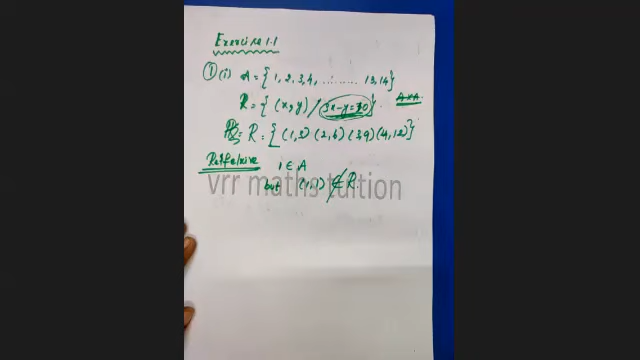 Exercise 1.1
① (i) A = { 1, 2, 3, 4, ......... 13, 14 }
R = { (x, y) / 3x - y = 0 } A × A
R = { (1, 3) (2, 6) (3, 9) (4, 12) }
Reflexive 1 ∈ A
but (1, 1) ∉ R
vrr maths tuition